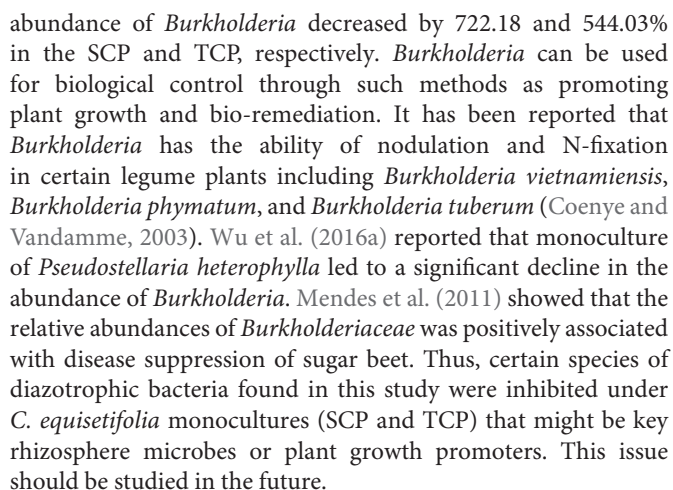 abundance of Burkholderia decreased by 722.18 and 544.03%
in the SCP and TCP, respectively. Burkholderia can be used
for biological control through such methods as promoting
plant growth and bio-remediation. It has been reported that
Burkholderia has the ability of nodulation and N-fixation
in certain legume plants including Burkholderia vietnamiensis,
Burkholderia phymatum, and Burkholderia tuberum (Coenye and
Vandamme, 2003). Wu et al. (2016a) reported that monoculture
of Pseudostellaria heterophylla led to a significant decline in the
abundance of Burkholderia. Mendes et al. (2011) showed that the
relative abundances of Burkholderiaceae was positively associated
with disease suppression of sugar beet. Thus, certain species of
diazotrophic bacteria found in this study were inhibited under
C. equisetifolia monocultures (SCP and TCP) that might be key
rhizosphere microbes or plant growth promoters. This issue
should be studied in the future.